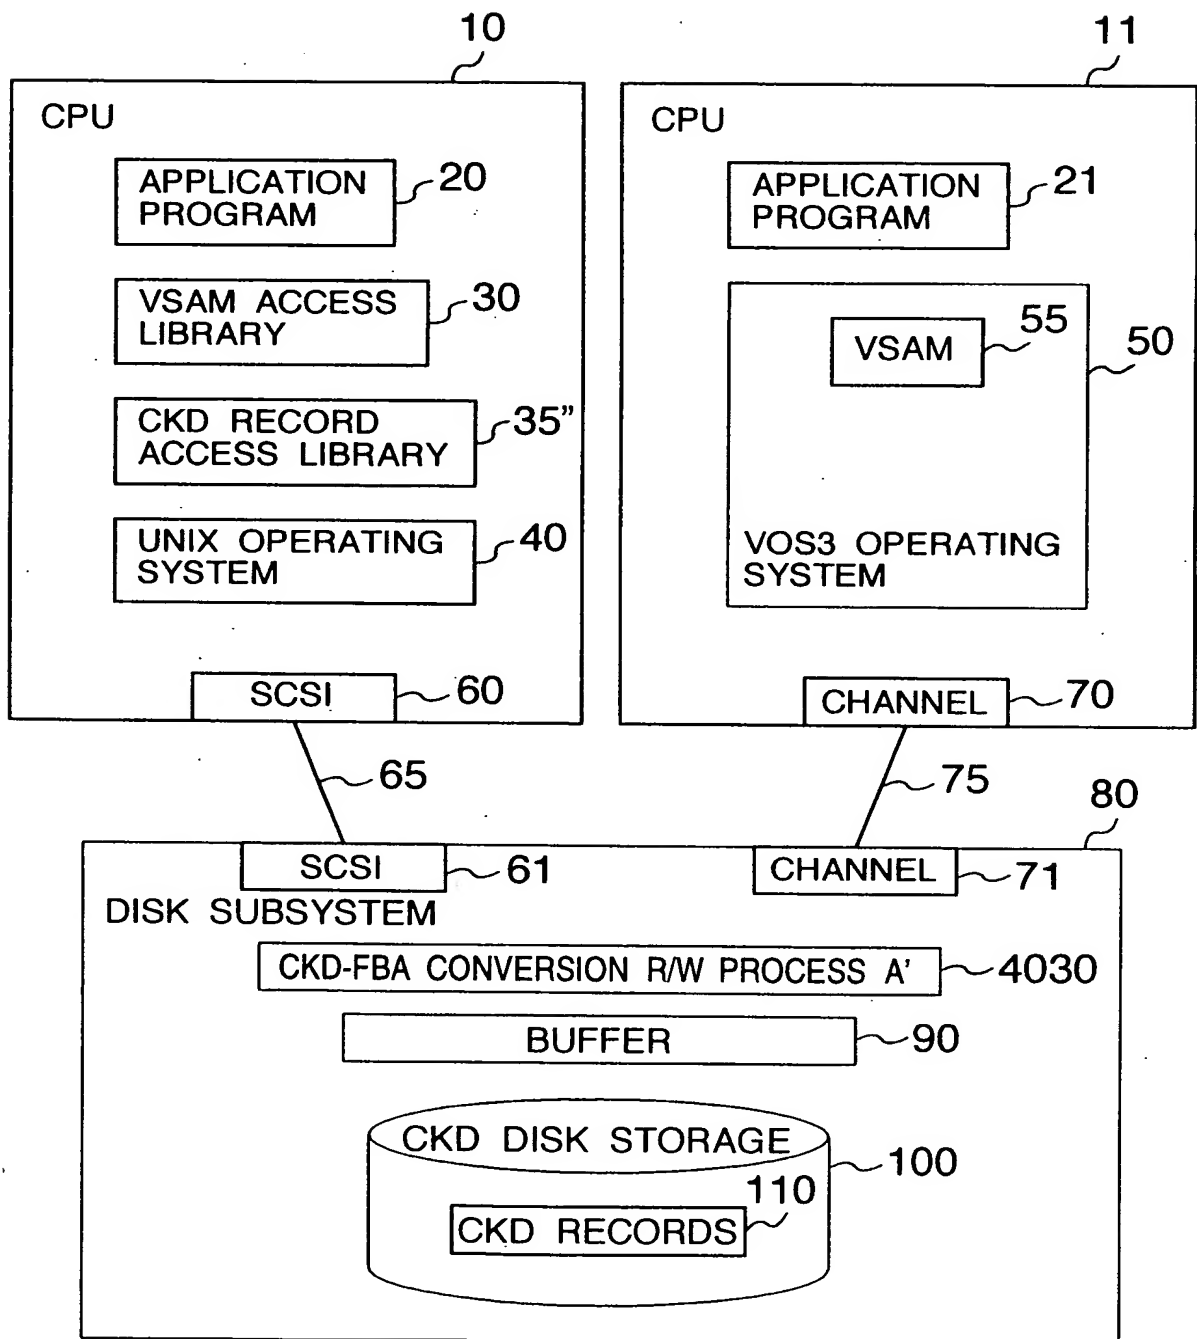 10
11
CPU
CPU
APPLICATION
PROGRAM
20
APPLICATION
PROGRAM
21
VSAM ACCESS
LIBRARY
30
VSAM
55
50
CKD RECORD
ACCESS LIBRARY
35”
UNIX OPERATING
SYSTEM
40
VOS3 OPERATING
SYSTEM
SCSI
60
CHANNEL
70
65
75
80
SCSI
61
CHANNEL
71
DISK SUBSYSTEM
CKD-FBA CONVERSION R/W PROCESS A’
4030
BUFFER
90
CKD DISK STORAGE
100
110
CKD RECORDS